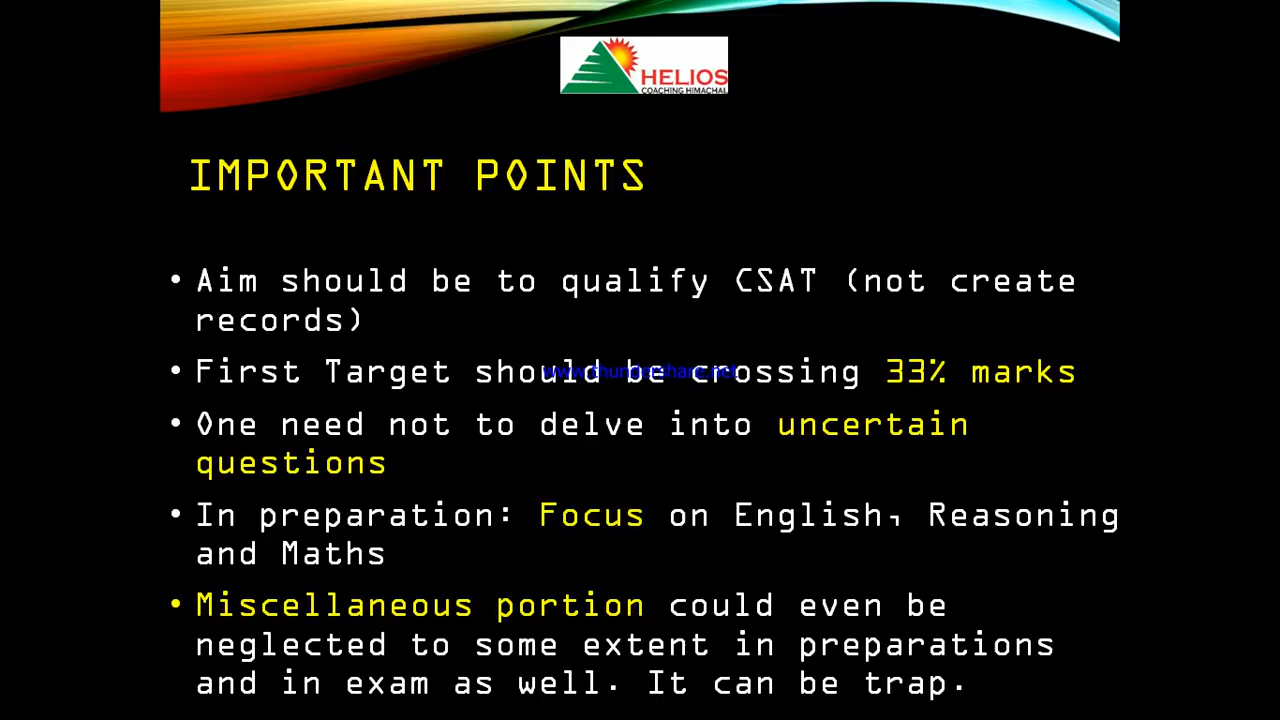 HELIOS
COACHING HIMACHAL
IMPORTANT POINTS
• Aim should be to qualify CSAT (not create
records)
• First Target should be crossing 33% marks
www.thundershare.net
• One need not to delve into uncertain
questions
• In preparation: Focus on English, Reasoning
and Maths
• Miscellaneous portion could even be
neglected to some extent in preparations
and in exam as well. It can be trap.